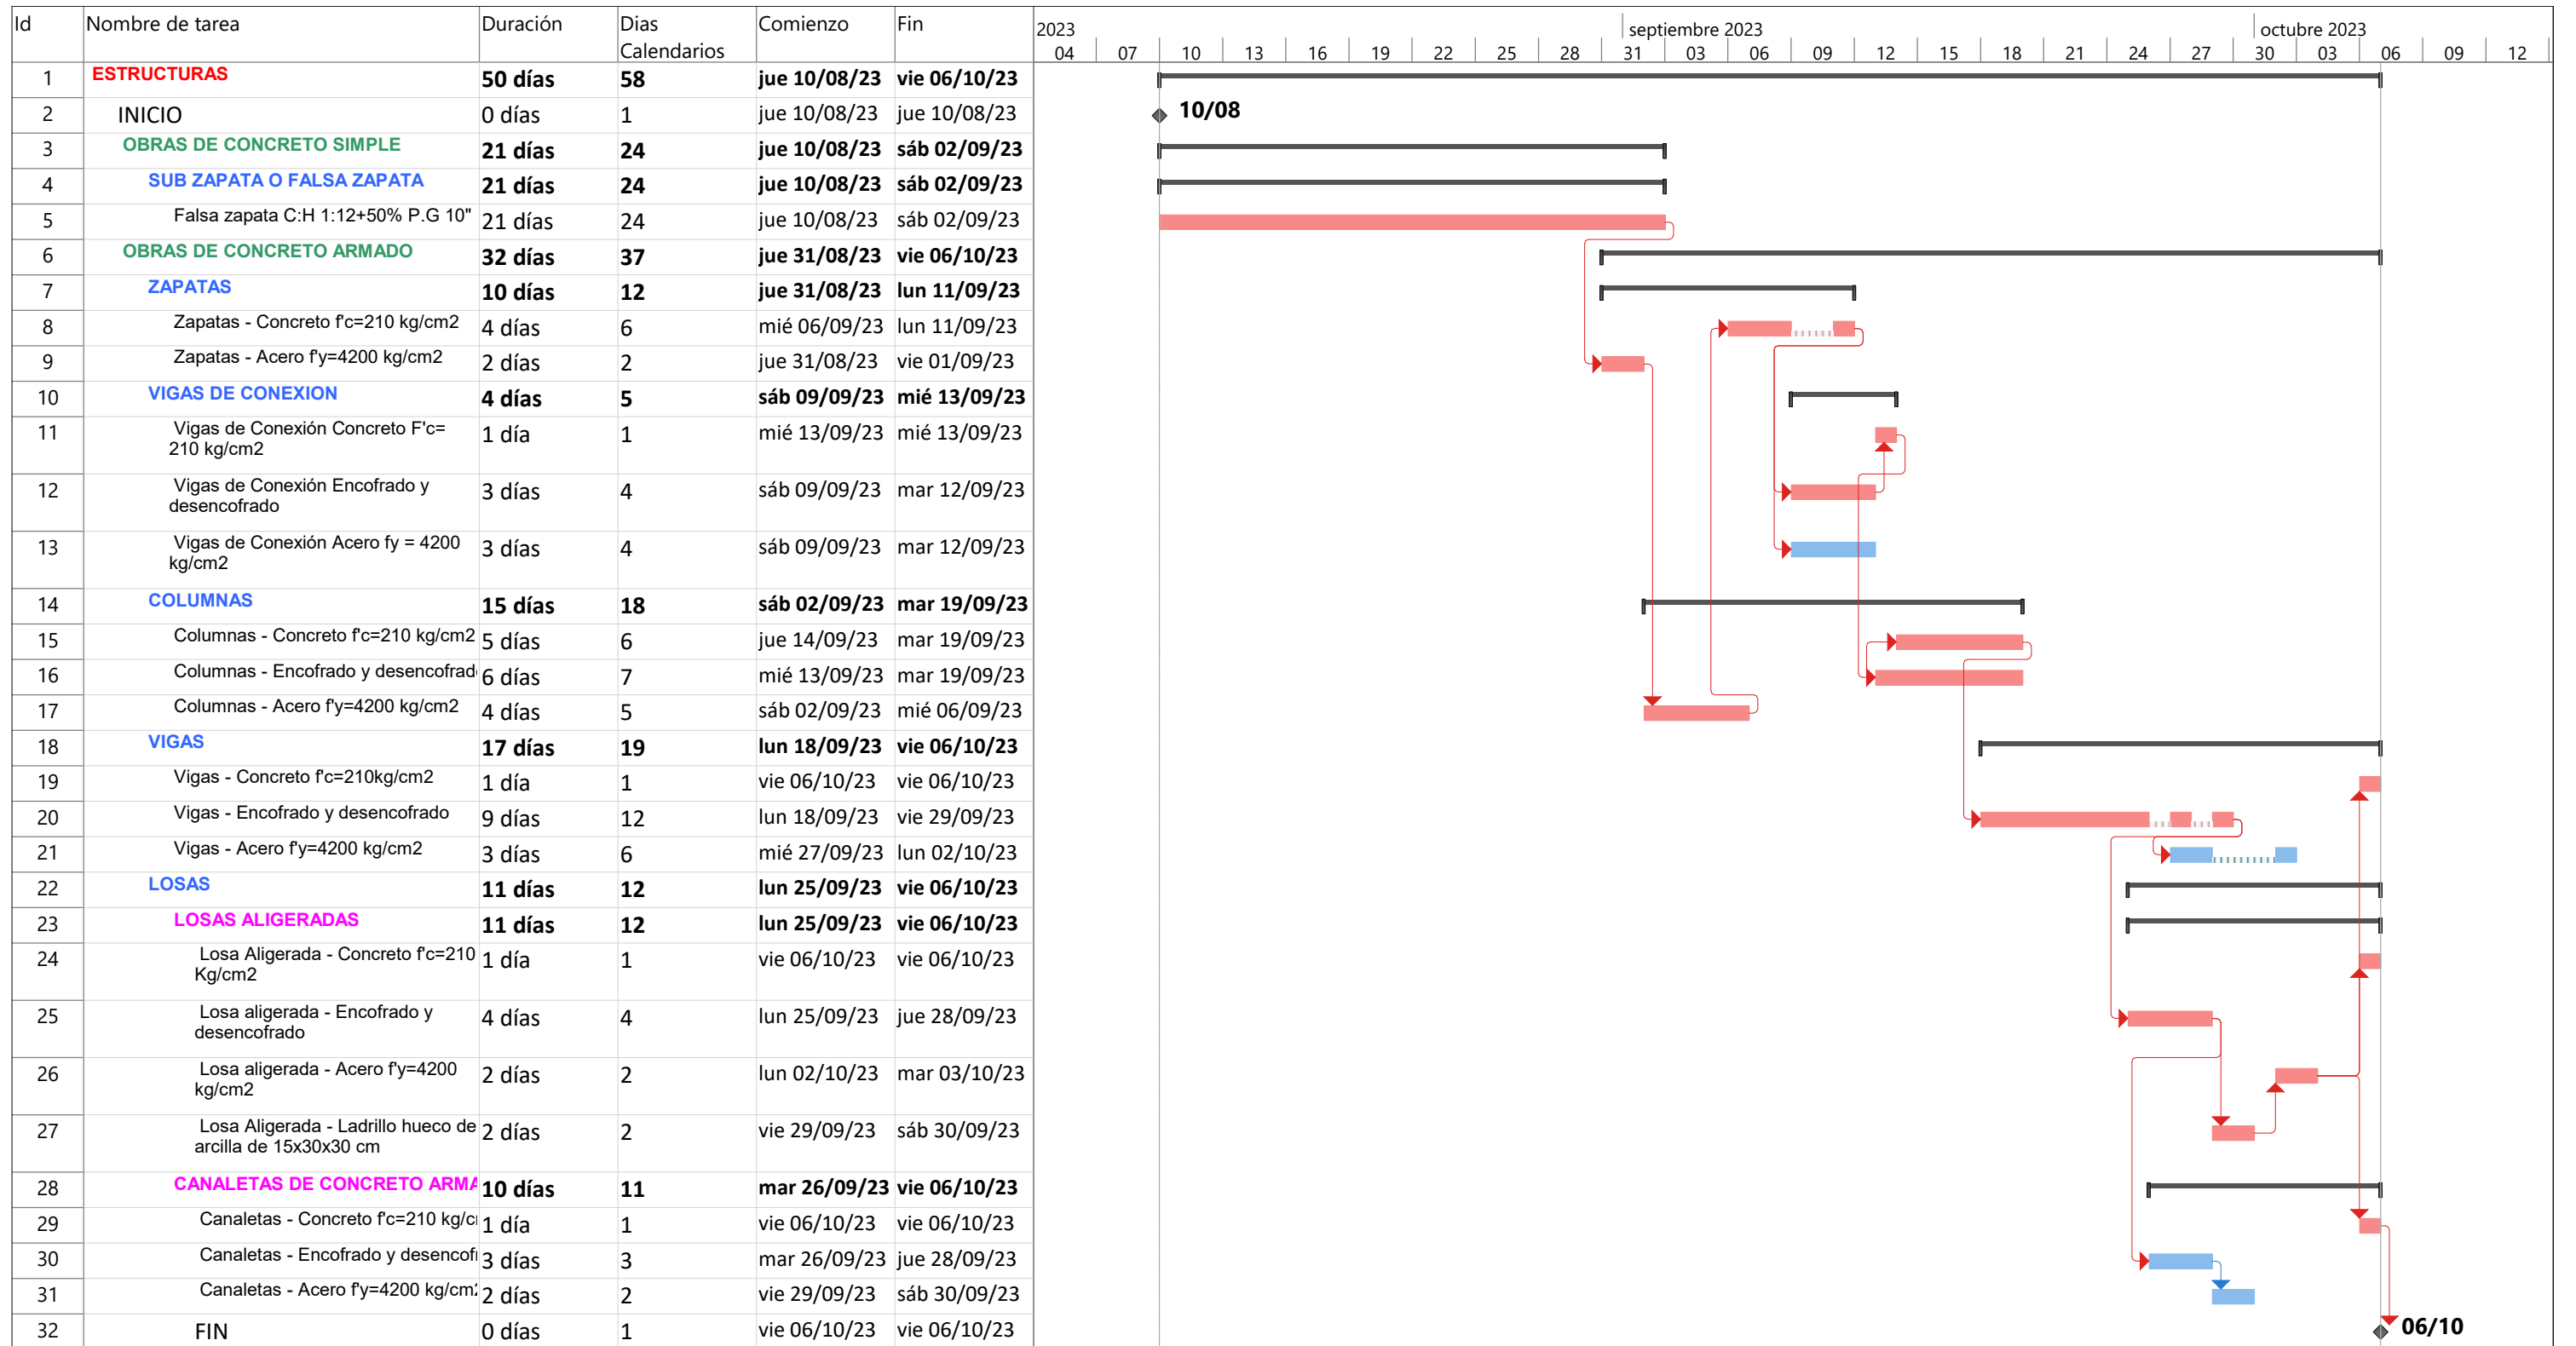 Id Nombre de tarea Duración Dias Calendarios Comienzo Fin
2023 septiembre 2023 octubre 2023
04 07 10 13 16 19 22 25 28 31 03 06 09 12 15 18 21 24 27 30 03 06 09 12
1 ESTRUCTURAS 50 días 58 jue 10/08/23 vie 06/10/23
2 INICIO 0 días 1 jue 10/08/23 jue 10/08/23 10/08
3 OBRAS DE CONCRETO SIMPLE 21 días 24 jue 10/08/23 sáb 02/09/23
4 SUB ZAPATA O FALSA ZAPATA 21 días 24 jue 10/08/23 sáb 02/09/23
5 Falsa zapata C:H 1:12+50% P.G 10" 21 días 24 jue 10/08/23 sáb 02/09/23
6 OBRAS DE CONCRETO ARMADO 32 días 37 jue 31/08/23 vie 06/10/23
7 ZAPATAS 10 días 12 jue 31/08/23 lun 11/09/23
8 Zapatas - Concreto f'c=210 kg/cm2 4 días 6 mié 06/09/23 lun 11/09/23
9 Zapatas - Acero f'y=4200 kg/cm2 2 días 2 jue 31/08/23 vie 01/09/23
10 VIGAS DE CONEXION 4 días 5 sáb 09/09/23 mié 13/09/23
11 Vigas de Conexión Concreto F'c= 1 día 1 mié 13/09/23 mié 13/09/23
210 kg/cm2
12 Vigas de Conexión Encofrado y 3 días 4 sáb 09/09/23 mar 12/09/23
desencofrado
13 Vigas de Conexión Acero fy = 4200 3 días 4 sáb 09/09/23 mar 12/09/23
kg/cm2
14 COLUMNAS 15 días 18 sáb 02/09/23 mar 19/09/23
15 Columnas - Concreto f'c=210 kg/cm2 5 días 6 jue 14/09/23 mar 19/09/23
16 Columnas - Encofrado y desencofrad 6 días 7 mié 13/09/23 mar 19/09/23
17 Columnas - Acero f'y=4200 kg/cm2 4 días 5 sáb 02/09/23 mié 06/09/23
18 VIGAS 17 días 19 lun 18/09/23 vie 06/10/23
19 Vigas - Concreto f'c=210kg/cm2 1 día 1 vie 06/10/23 vie 06/10/23
20 Vigas - Encofrado y desencofrado 9 días 12 lun 18/09/23 vie 29/09/23
21 Vigas - Acero f'y=4200 kg/cm2 3 días 6 mié 27/09/23 lun 02/10/23
22 LOSAS 11 días 12 lun 25/09/23 vie 06/10/23
23 LOSAS ALIGERADAS 11 días 12 lun 25/09/23 vie 06/10/23
24 Losa Aligerada - Concreto f'c=210 1 día 1 vie 06/10/23 vie 06/10/23
Kg/cm2
25 Losa aligerada - Encofrado y 4 días 4 lun 25/09/23 jue 28/09/23
desencofrado
26 Losa aligerada - Acero f'y=4200 2 días 2 lun 02/10/23 mar 03/10/23
kg/cm2
27 Losa Aligerada - Ladrillo hueco de 2 días 2 vie 29/09/23 sáb 30/09/23
arcilla de 15x30x30 cm
28 CANALETAS DE CONCRETO ARMA 10 días 11 mar 26/09/23 vie 06/10/23
29 Canaletas - Concreto f'c=210 kg/c 1 día 1 vie 06/10/23 vie 06/10/23
30 Canaletas - Encofrado y desencof 3 días 3 mar 26/09/23 jue 28/09/23
31 Canaletas - Acero f'y=4200 kg/cm 2 días 2 vie 29/09/23 sáb 30/09/23
32 FIN 0 días 1 vie 06/10/23 vie 06/10/23 06/10